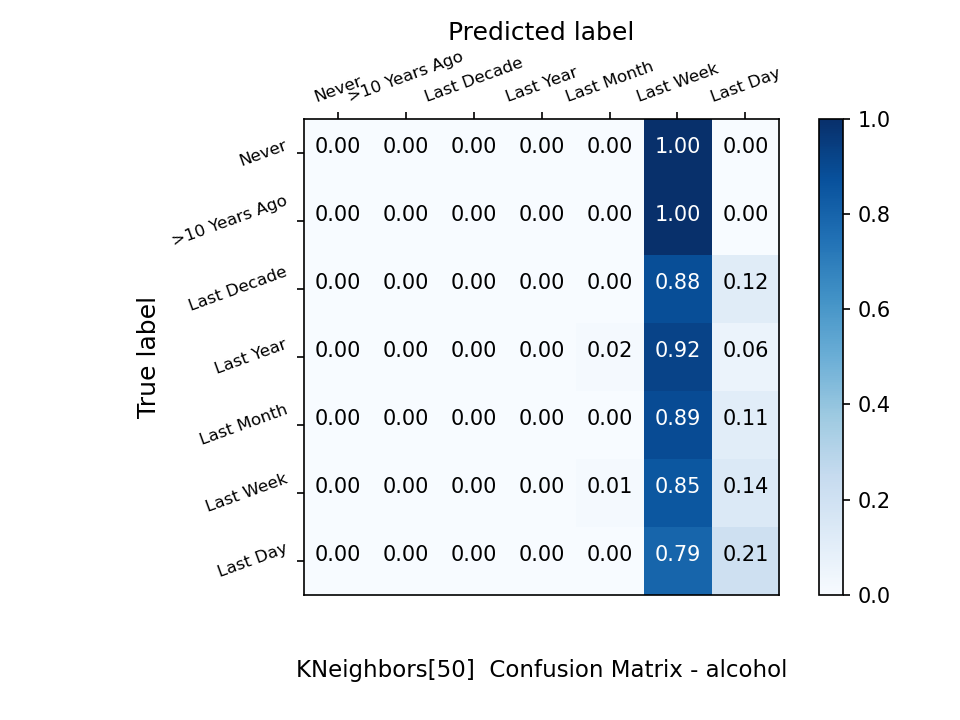 Predicted label
Never >10 Years Ago Last Decade Last Year Last Month Last Week Last Day
True label
Never 0.00 0.00 0.00 0.00 0.00 1.00 0.00
>10 Years Ago 0.00 0.00 0.00 0.00 0.00 1.00 0.00
Last Decade 0.00 0.00 0.00 0.00 0.00 0.88 0.12
Last Year 0.00 0.00 0.00 0.00 0.02 0.92 0.06
Last Month 0.00 0.00 0.00 0.00 0.00 0.89 0.11
Last Week 0.00 0.00 0.00 0.00 0.01 0.85 0.14
Last Day 0.00 0.00 0.00 0.00 0.00 0.79 0.21
1.0
0.8
0.6
0.4
0.2
0.0
KNeighbors[50]  Confusion Matrix - alcohol